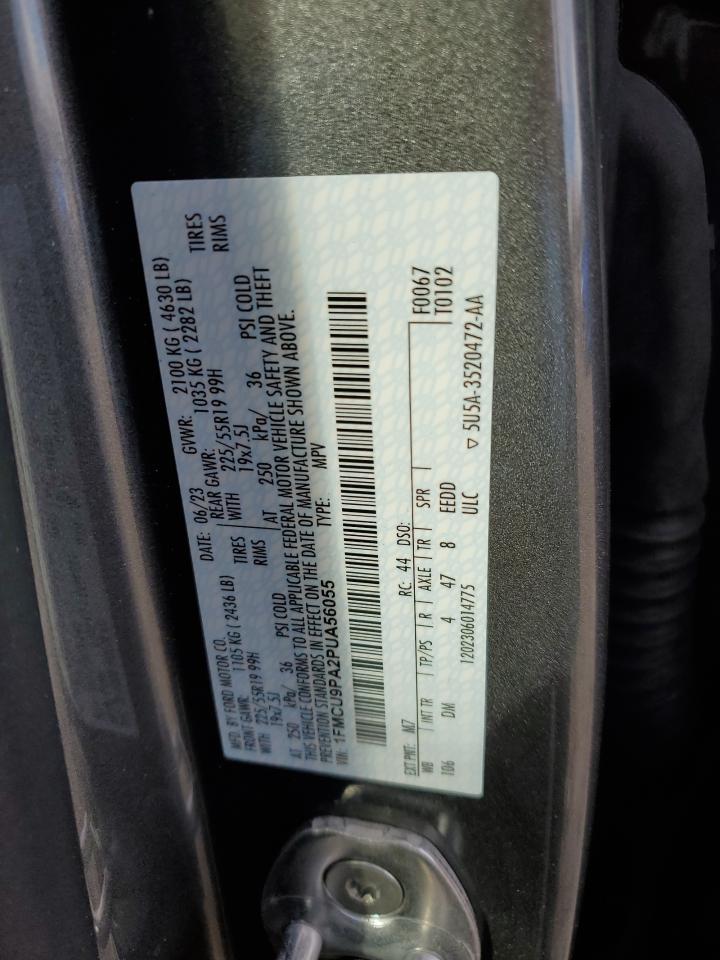 MFD. BY FORD MOTOR CO.
DATE: 06/23 GVWR: 2100 KG ( 4630 LB)
FRONT GAWR: 1105 KG ( 2436 LB)
REAR GAWR: 1035 KG ( 2282 LB)
WITH 225/55R19 99H TIRES
WITH 225/55R19 99H TIRES
19x7.5J RIMS
19x7.5J RIMS
AT 250 kPa/ 36 PSI COLD
AT 250 kPa/ 36 PSI COLD
THIS VEHICLE CONFORMS TO ALL APPLICABLE FEDERAL MOTOR VEHICLE SAFETY AND THEFT
PREVENTION STANDARDS IN EFFECT ON THE DATE OF MANUFACTURE SHOWN ABOVE.
VIN: 1FMCU9PA2PUA56055 TYPE: MPV
EXT PNT: M7 RC: 44 DSO: F0067
WB INT TR TP/PS R AXLE TR SPR T0102
106 DM 4 47 8 EEDD
1202306014775 ULC ▽ 5U5A-3520472-AA